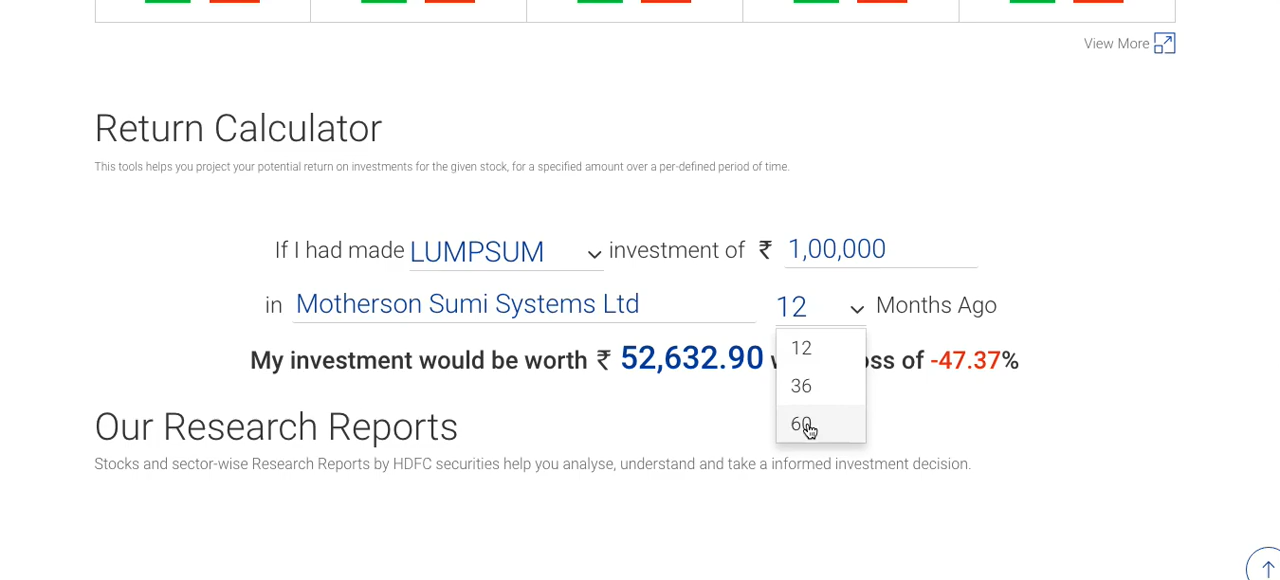 View More
Return Calculator
This tools helps you project your potential return on investments for the given stock, for a specified amount over a per-defined period of time.
If I had made LUMPSUM investment of ₹ 1,00,000
in Motherson Sumi Systems Ltd 12 Months Ago
12
36
60
My investment would be worth ₹ 52,632.90 of -47.37%
Our Research Reports
Stocks and sector-wise Research Reports by HDFC securities help you analyse, understand and take a informed investment decision.